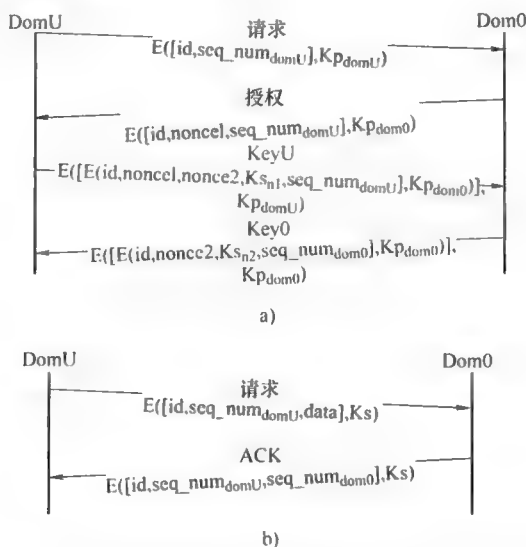 DomU Dom0
请求
E([id,seq_num_domU],Kp_domU)
授权
E([id,nonce1,seq_num_domU],Kp_dom0)
KeyU
E([E(id,nonce1,nonce2,Ks_n1,seq_num_domU],Kp_dom0)],
Kp_domU)
Key0
E([E(id,nonce2,Ks_n2,seq_num_dom0],Kp_dom0)],
Kp_dom0)
a)
DomU Dom0
请求
E([id,seq_num_domU,data],Ks)
ACK
E([id,seq_num_domU,seq_num_dom0],Ks)
b)